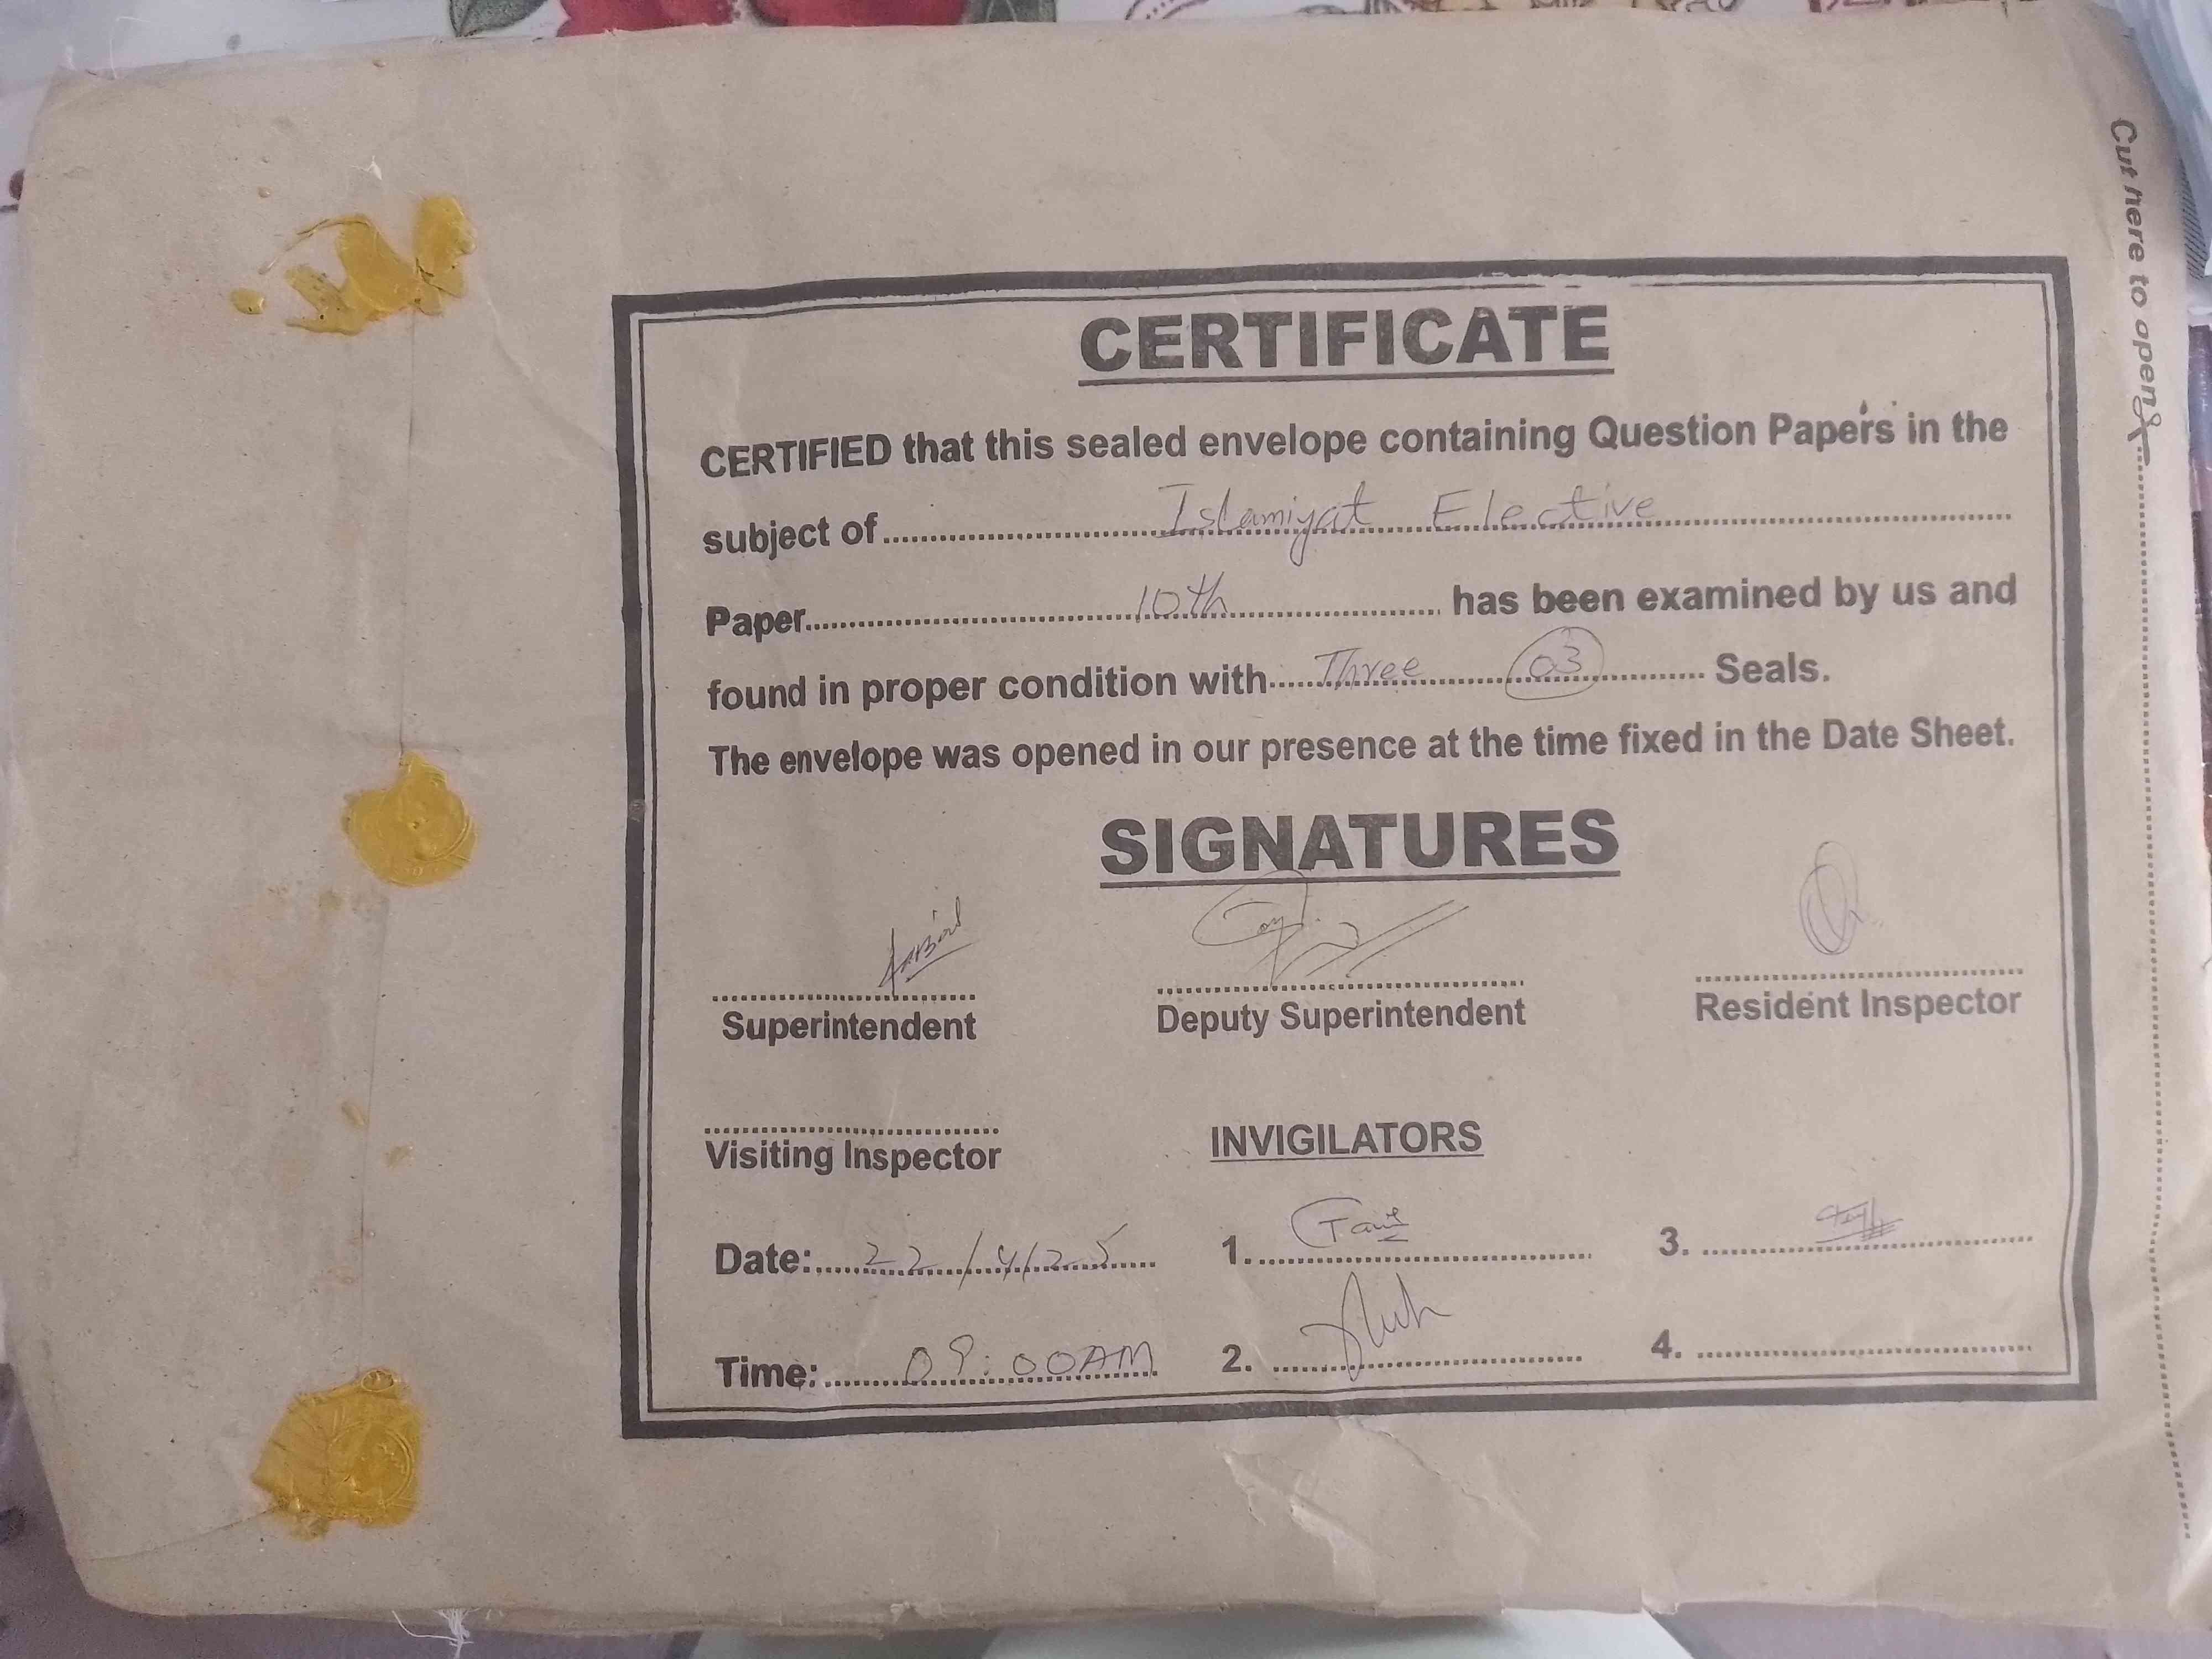 Cut here to open
CERTIFICATE
CERTIFIED that this sealed envelope containing Question Papers in the
subject of Islamiyat Elective
Paper 10th has been examined by us and
found in proper condition with Three 03 Seals.
The envelope was opened in our presence at the time fixed in the Date Sheet.
SIGNATURES
Superintendent Deputy Superintendent Resident Inspector
Visiting Inspector INVIGILATORS
Date: 22/4/25 1. 3.
Time: 09:00AM 2. 4.